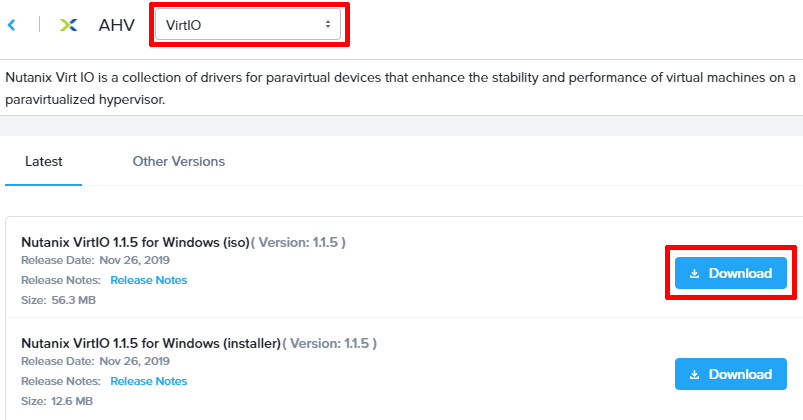 AHV VirtIO
Nutanix Virt IO is a collection of drivers for paravirtual devices that enhance the stability and performance of virtual machines on a
paravirtualized hypervisor.
Latest Other Versions
Nutanix VirtIO 1.1.5 for Windows (iso)( Version: 1.1.5 )
Release Date: Nov 26, 2019
Release Notes: Release Notes
Size: 56.3 MB
Download
Nutanix VirtIO 1.1.5 for Windows (installer)( Version: 1.1.5 )
Release Date: Nov 26, 2019
Release Notes: Release Notes
Size: 12.6 MB
Download